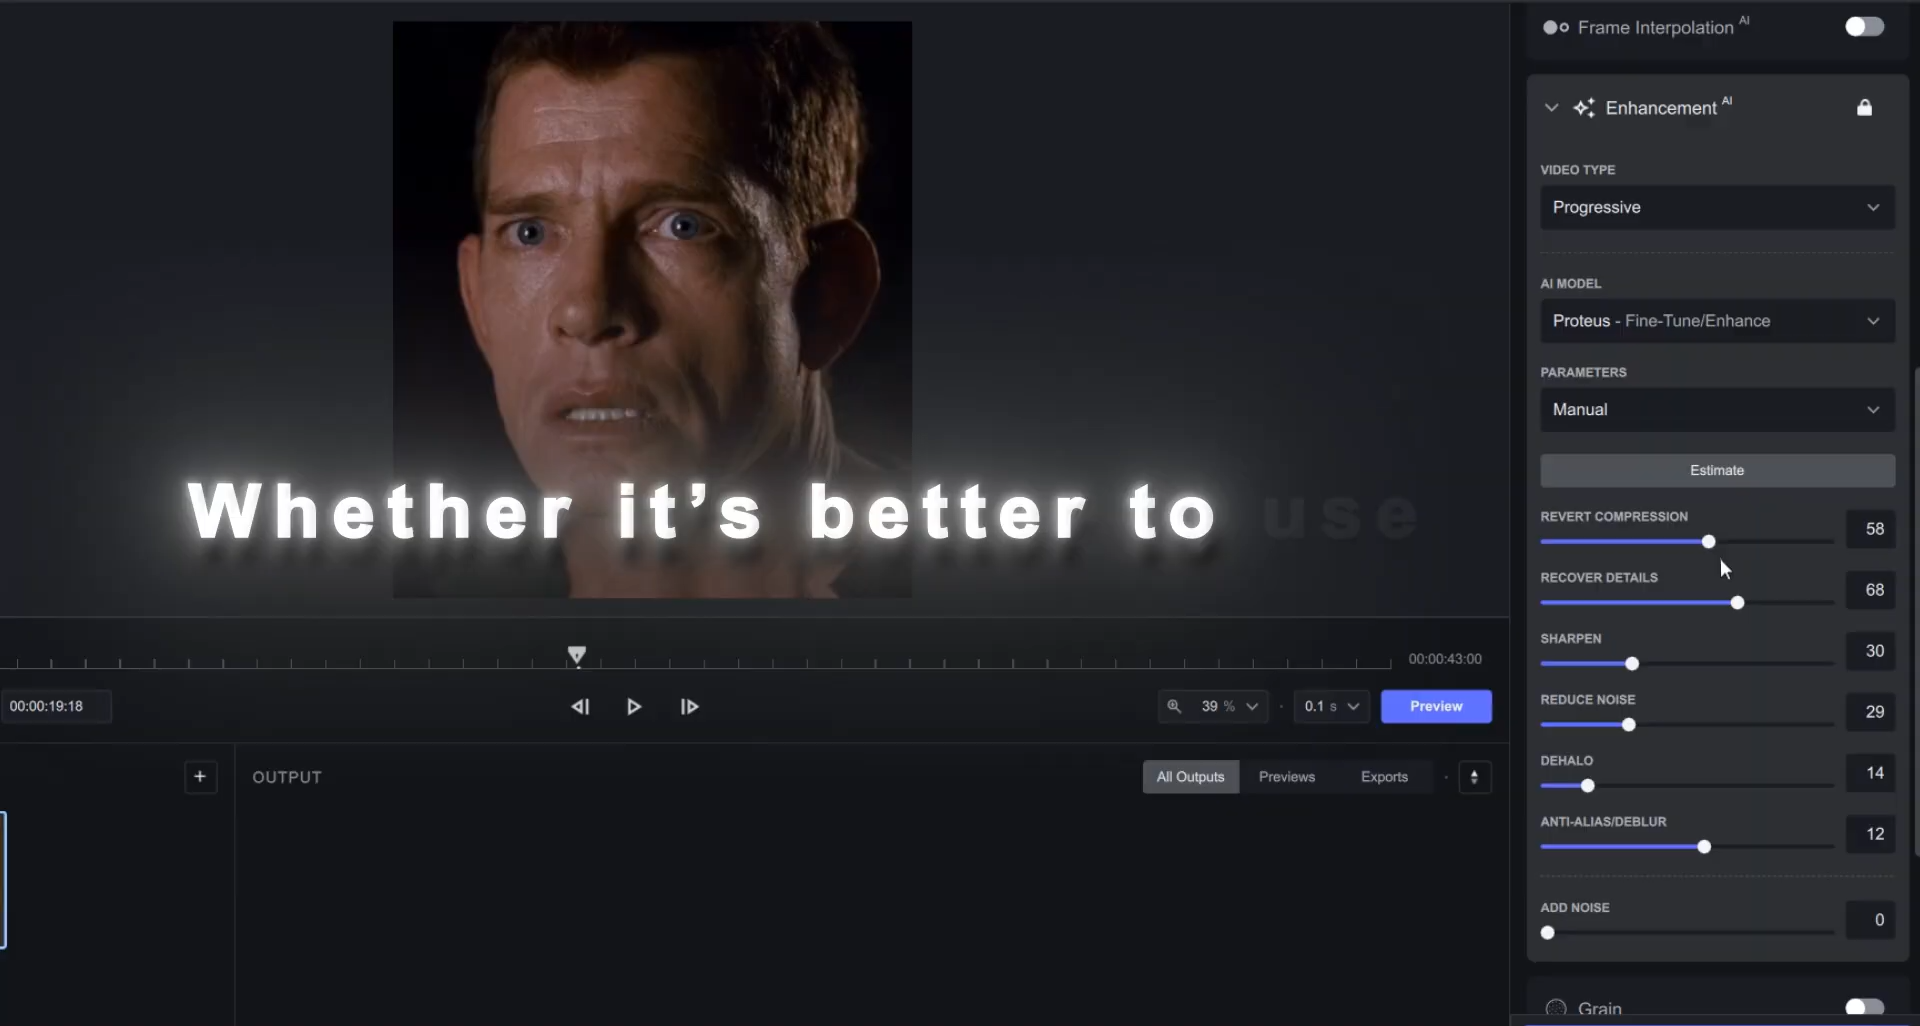 Frame Interpolation AI
Enhancement AI
VIDEO TYPE
Progressive
AI MODEL
Proteus - Fine-Tune/Enhance
PARAMETERS
Manual
Estimate
REVERT COMPRESSION
58
RECOVER DETAILS
68
SHARPEN
30
REDUCE NOISE
29
DEHALO
14
ANTI-ALIAS/DEBLUR
12
ADD NOISE
0
Grain
Whether it's better to use
00:00:43:00
00:00:19:18
39 %
0.1 s
Preview
+
OUTPUT
All Outputs
Previews
Exports